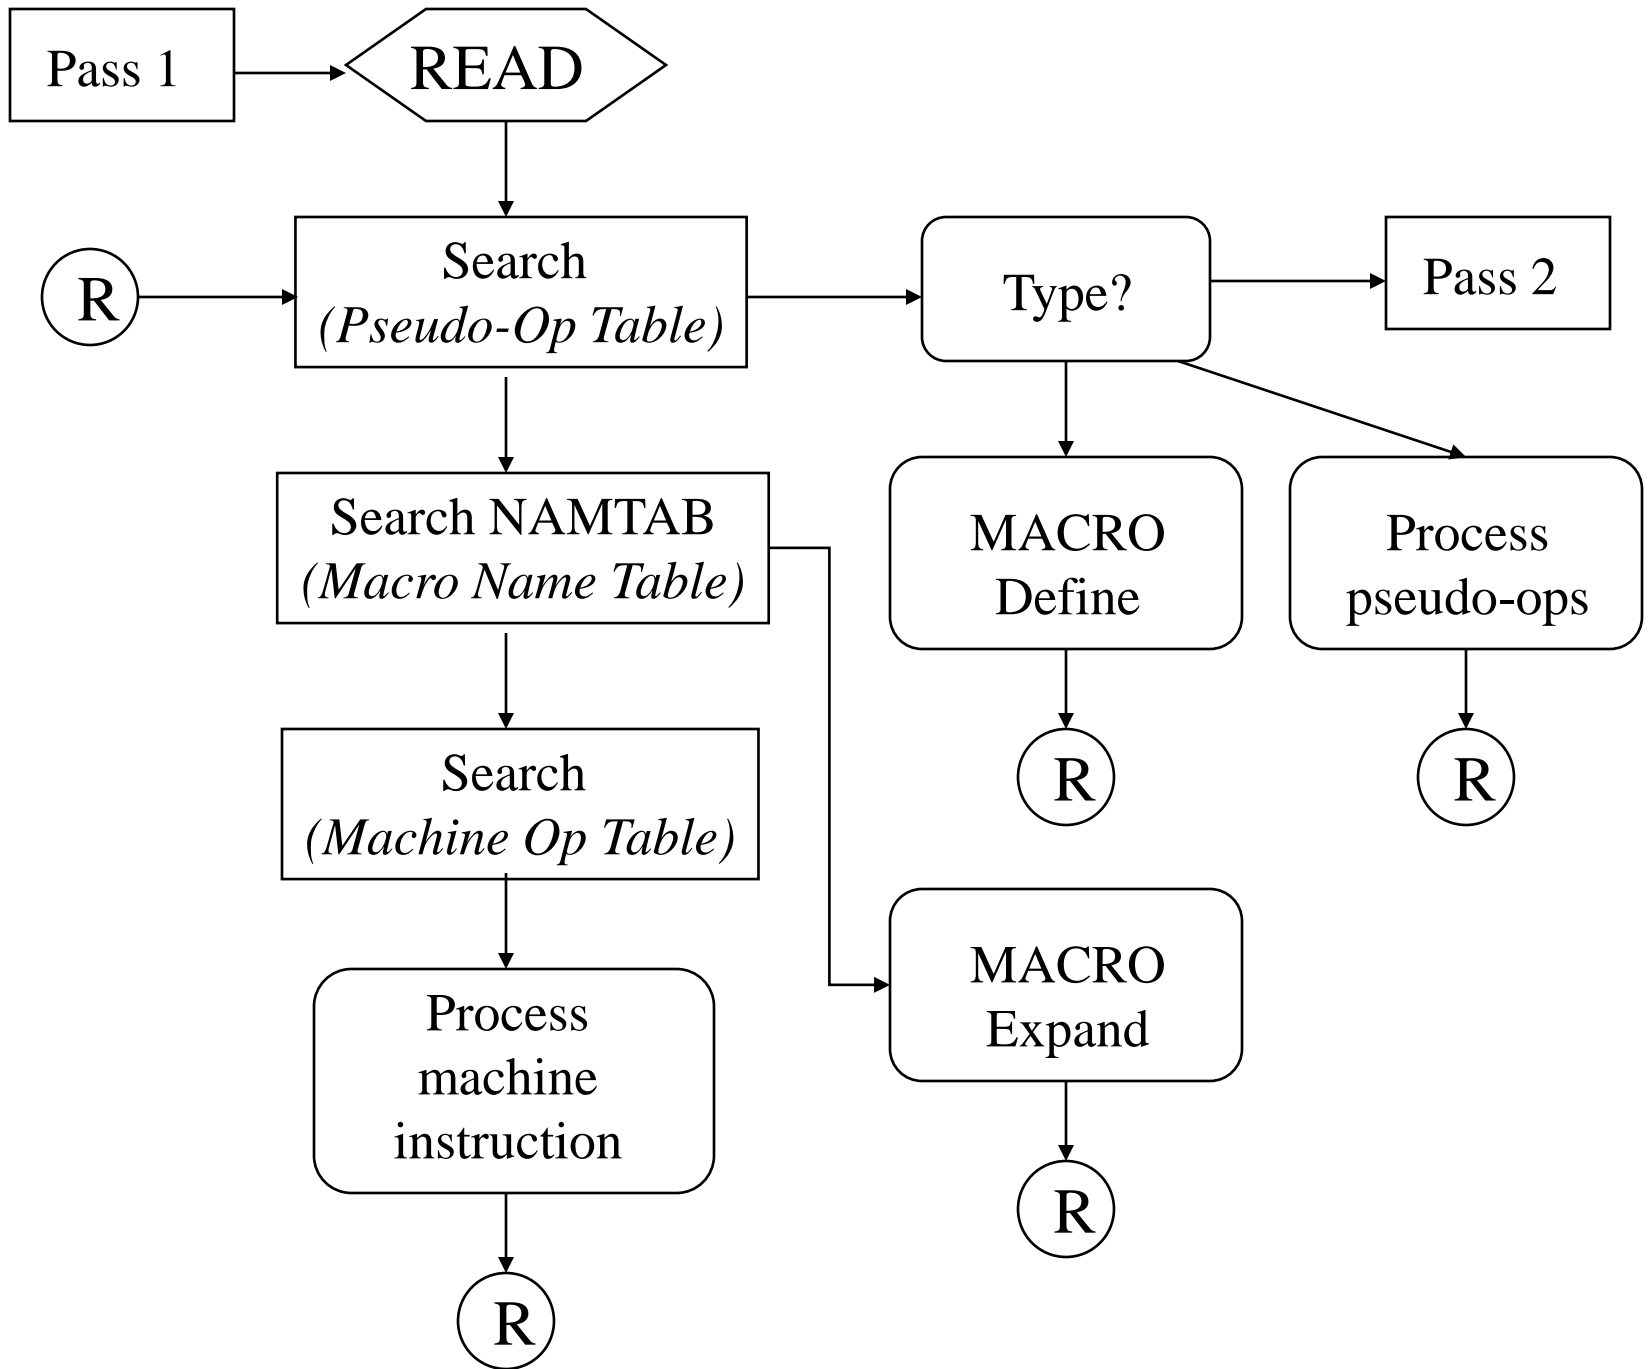 Pass 1
READ
R
Search
(Pseudo-Op Table)
Type?
Pass 2
Search NAMTAB
(Macro Name Table)
MACRO
Define
Process
pseudo-ops
Search
(Machine Op Table)
R
R
MACRO
Expand
Process
machine
instruction
R
R